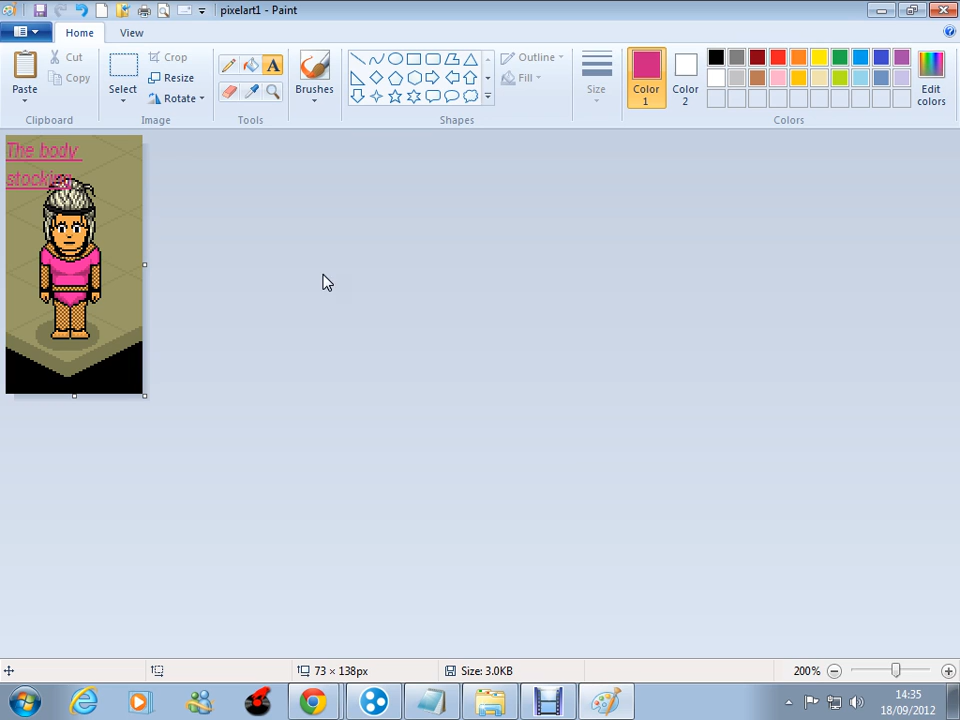 pixelart1 - Paint
Home View
Paste
Cut
Copy
Clipboard
Select
Crop
Resize
Rotate
Image
A
Tools
Brushes
Shapes
Outline
Fill
Size
Color 1
Color 2
Edit colors
Colors
The body
stocking
73 × 138px
Size: 3.0KB
200%
14:35
18/09/2012